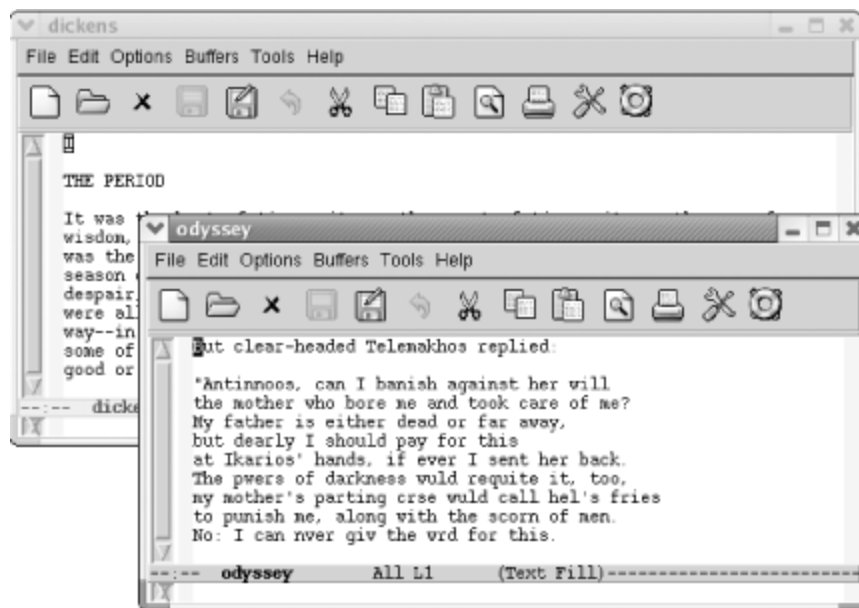 dickens
File Edit Options Buffers Tools Help
I
THE PERIOD
It was
wisdom,
was the
season
despair
were all
way--in
some of
good or
--:-- dicke
odyssey
File Edit Options Buffers Tools Help
But clear-headed Telemakhos replied:
"Antinnoos, can I banish against her will
the mother who bore me and took care of me?
My father is either dead or far away,
but dearly I should pay for this
at Ikarios' hands, if ever I sent her back.
The pwers of darkness wuld requite it, too,
my mother's parting crse wuld call hel's fries
to punish me, along with the scorn of men.
No: I can nver giv the wrd for this.
--:-- odyssey All L1 (Text Fill)-----------------------